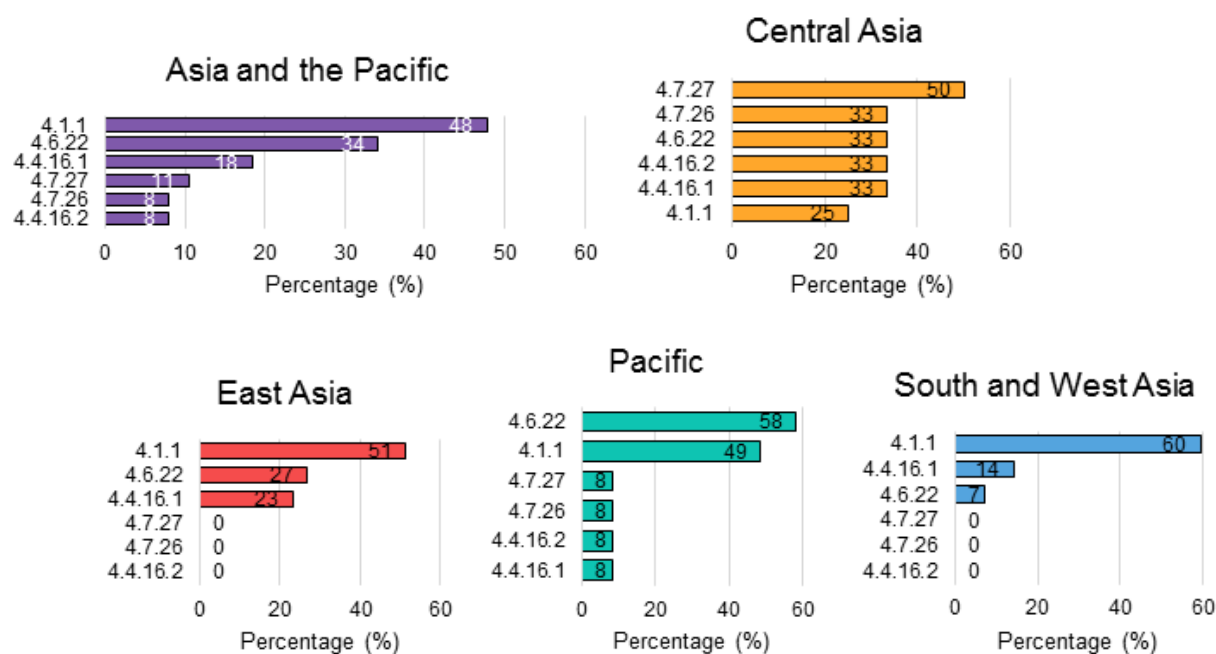 Asia and the Pacific
4.1.1 48
4.6.22 34
4.4.16.1 18
4.7.27 11
4.7.26 8
4.4.16.2 8
0 10 20 30 40 50 60
Percentage (%)
Central Asia
4.7.27 50
4.7.26 33
4.6.22 33
4.4.16.2 33
4.4.16.1 33
4.1.1 25
0 20 40 60
Percentage (%)
East Asia
4.1.1 51
4.6.22 27
4.4.16.1 23
4.7.27 0
4.7.26 0
4.4.16.2 0
0 20 40 60
Percentage (%)
Pacific
4.6.22 58
4.1.1 49
4.7.27 8
4.7.26 8
4.4.16.2 8
4.4.16.1 8
0 20 40 60
Percentage (%)
South and West Asia
4.1.1 60
4.4.16.1 14
4.6.22 7
4.7.27 0
4.7.26 0
4.4.16.2 0
0 20 40 60
Percentage (%)